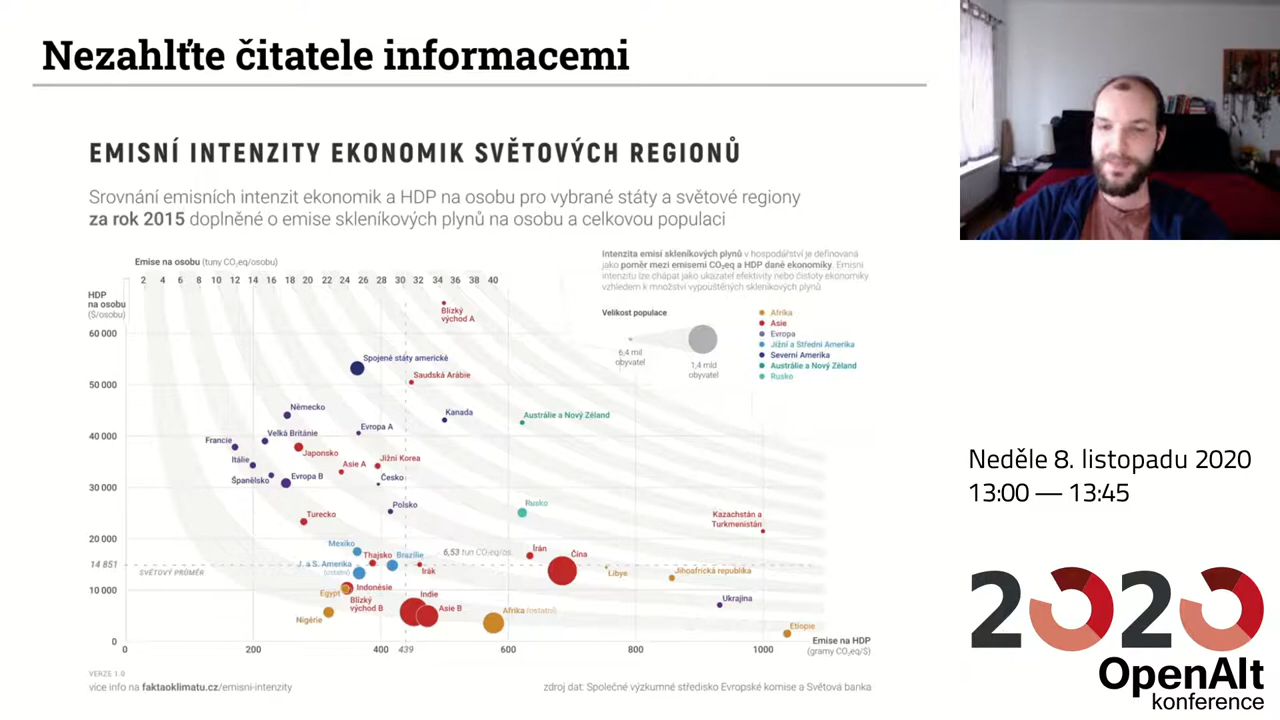 Nezahlťte čitatele informacemi
EMISNÍ INTENZITY EKONOMIK SVĚTOVÝCH REGIONŮ
Srovnání emisních intenzit ekonomik a HDP na osobu pro vybrané státy a světové regiony
za rok 2015 doplněné o emise skleníkových plynů na osobu a celkovou populaci
Emise na osobu (tuny CO₂eq/osobu)
2 4 6 8 10 12 14 16 18 20 22 24 26 28 30 32 34 36 38 40
HDP
na osobu
($/osobu)
Intenzita emisí skleníkových plynů v hospodářství je definovaná
jako poměr mezi emisemi CO₂eq a HDP dané ekonomiky. Emisní
intenzitu lze chápat jako ukazatel efektivity nebo čistoty ekonomiky
vzhledem k množství vypouštěných skleníkových plynů
Velikost populace
6,4 mil
obyvatel
1,4 mld
obyvatel
Afrika
Asie
Evropa
Jižní a Střední Amerika
Severní Amerika
Austrálie a Nový Zéland
Rusko
60 000
50 000
40 000
30 000
20 000
14 851
10 000
0
Blízký
východ A
Spojené státy americké
Saudská Arábie
Německo
Kanada
Austrálie a Nový Zéland
Velká Británie
Evropa A
Francie
Japonsko
Itálie
Asie A
Jižní Korea
Španělsko
Evropa B
Česko
Polsko
Rusko
Turecko
Kazachstán a
Turkmenistán
Mexiko
Thajsko
Brazílie
6,53 tun CO₂eq/os.
Írán
Čína
J. a S. Amerika
(ostatní)
Irák
Libye
Jihoafrická republika
SVĚTOVÝ PRŮMĚR
Egypt
Indonésie
Blízký
východ B
Indie
Asie B
Afrika (ostatní)
Ukrajina
Nigérie
Etiopie
Emise na HDP
(gramy CO₂eq/$)
0 200 400 439 600 800 1000
VERZE 1.0
více info na faktaoklimatu.cz/emisni-intenzity
zdroj dat: Společné výzkumné středisko Evropské komise a Světová banka
Neděle 8. listopadu 2020
13:00 — 13:45
2020
OpenAlt
konference